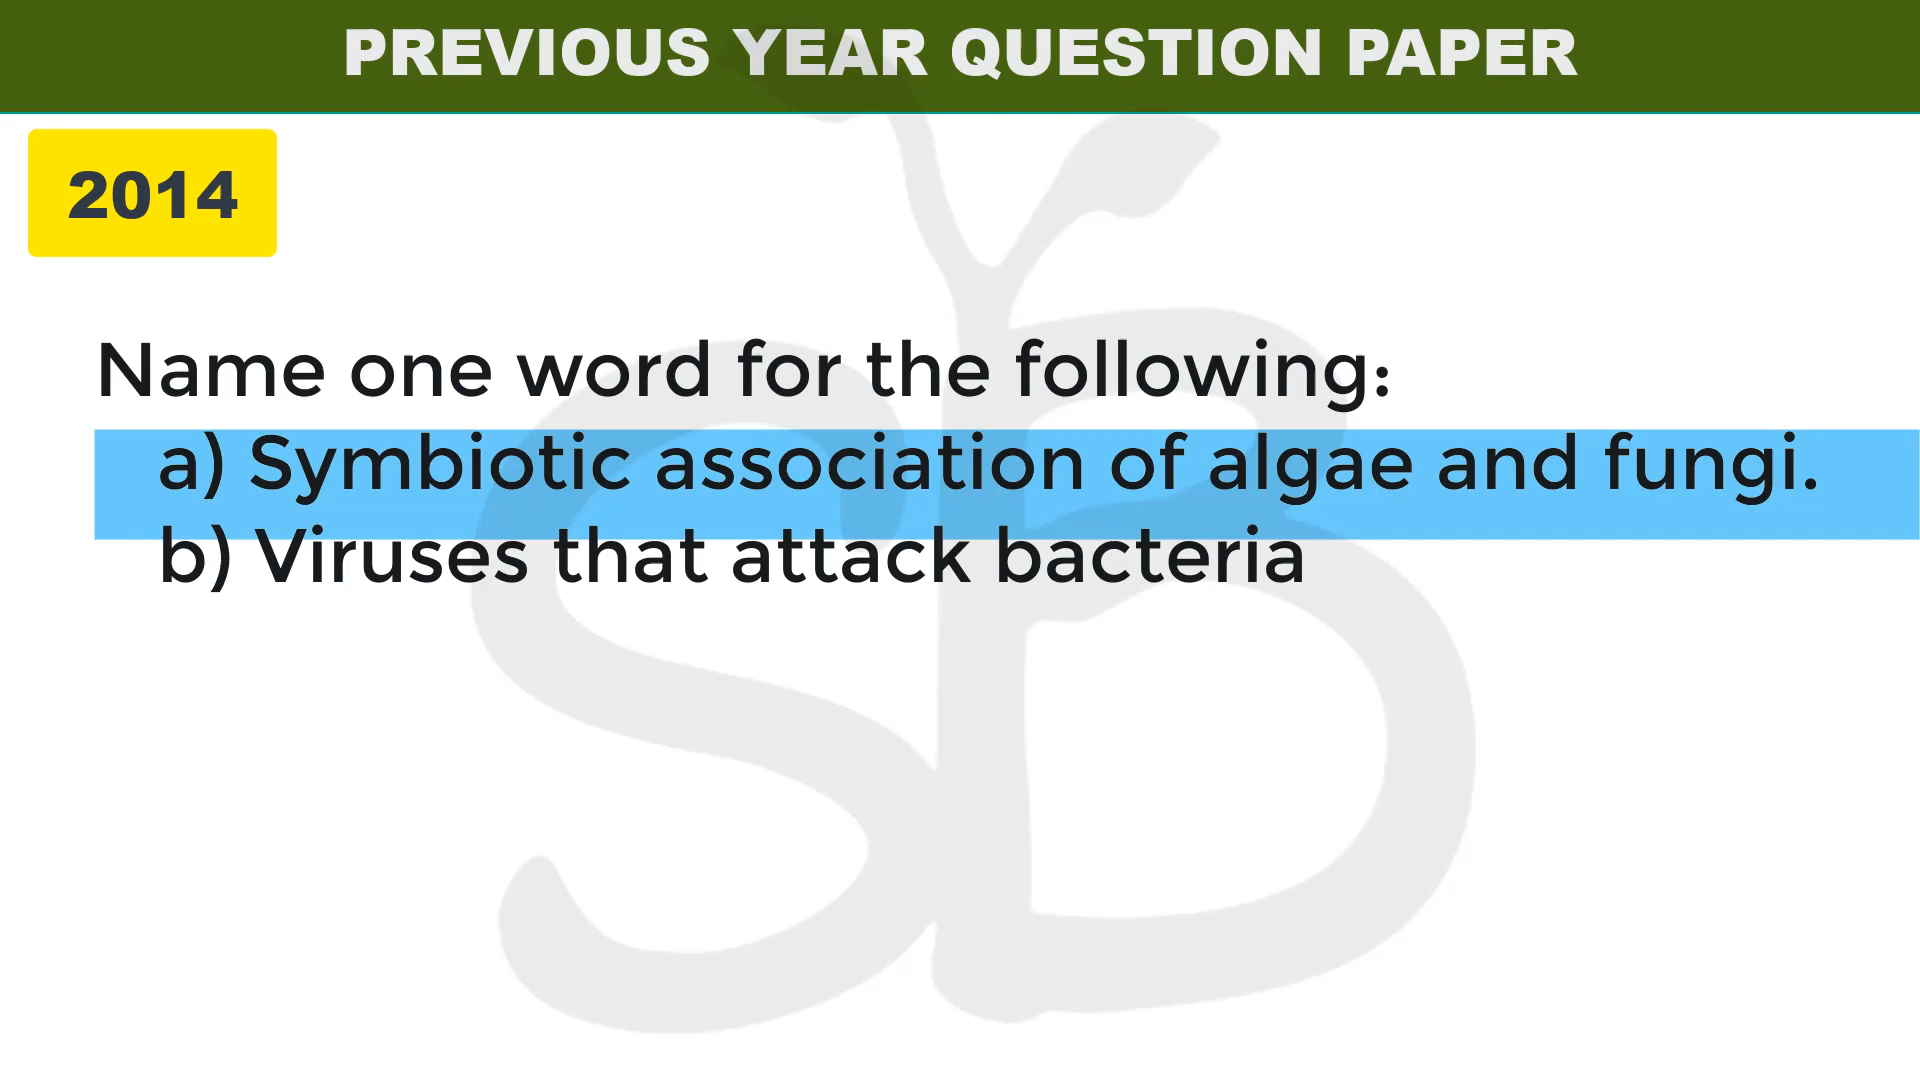 PREVIOUS YEAR QUESTION PAPER
2014
Name one word for the following:
a) Symbiotic association of algae and fungi.
b) Viruses that attack bacteria